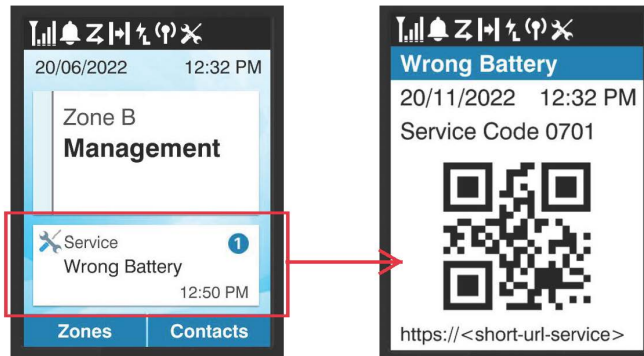 20/06/2022 12:32 PM
Zone B
Management
Service 1
Wrong Battery
12:50 PM
Zones Contacts
Wrong Battery
20/11/2022 12:32 PM
Service Code 0701
https://<short-url-service>